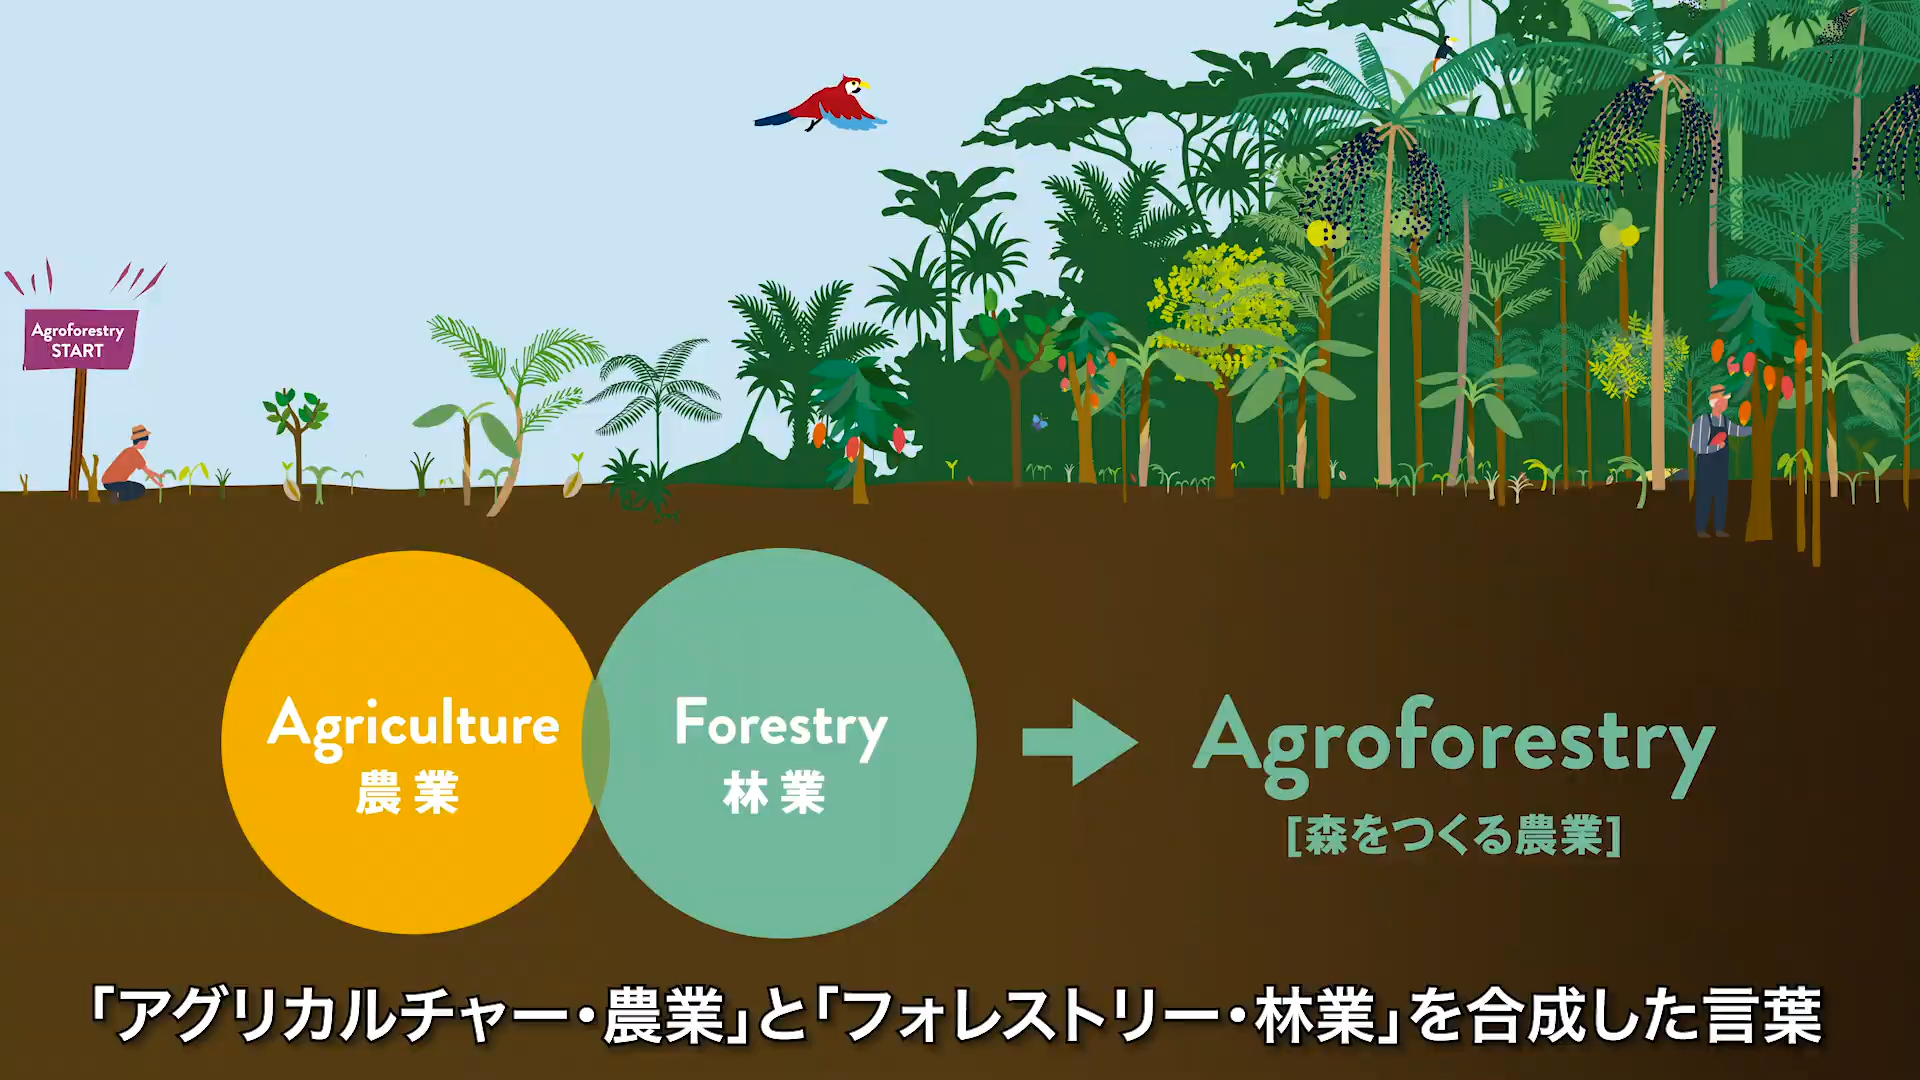 Agroforestry
START
Agriculture
農業
Forestry
林業
Agroforestry
[森をつくる農業]
「アグリカルチャー・農業」と「フォレストリー・林業」を合成した言葉